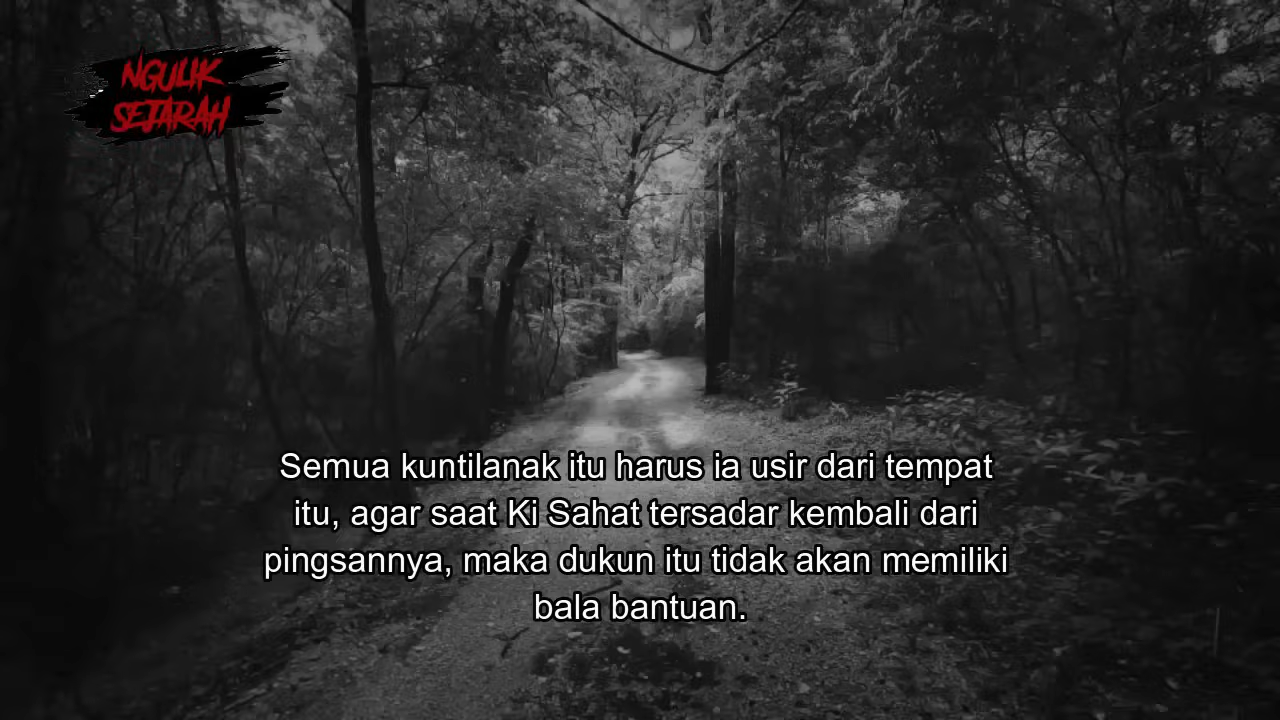 NGULIK
SEJARAH
Semua kuntilanak itu harus ia usir dari tempat
itu, agar saat Ki Sahat tersadar kembali dari
pingsannya, maka dukun itu tidak akan memiliki
bala bantuan.